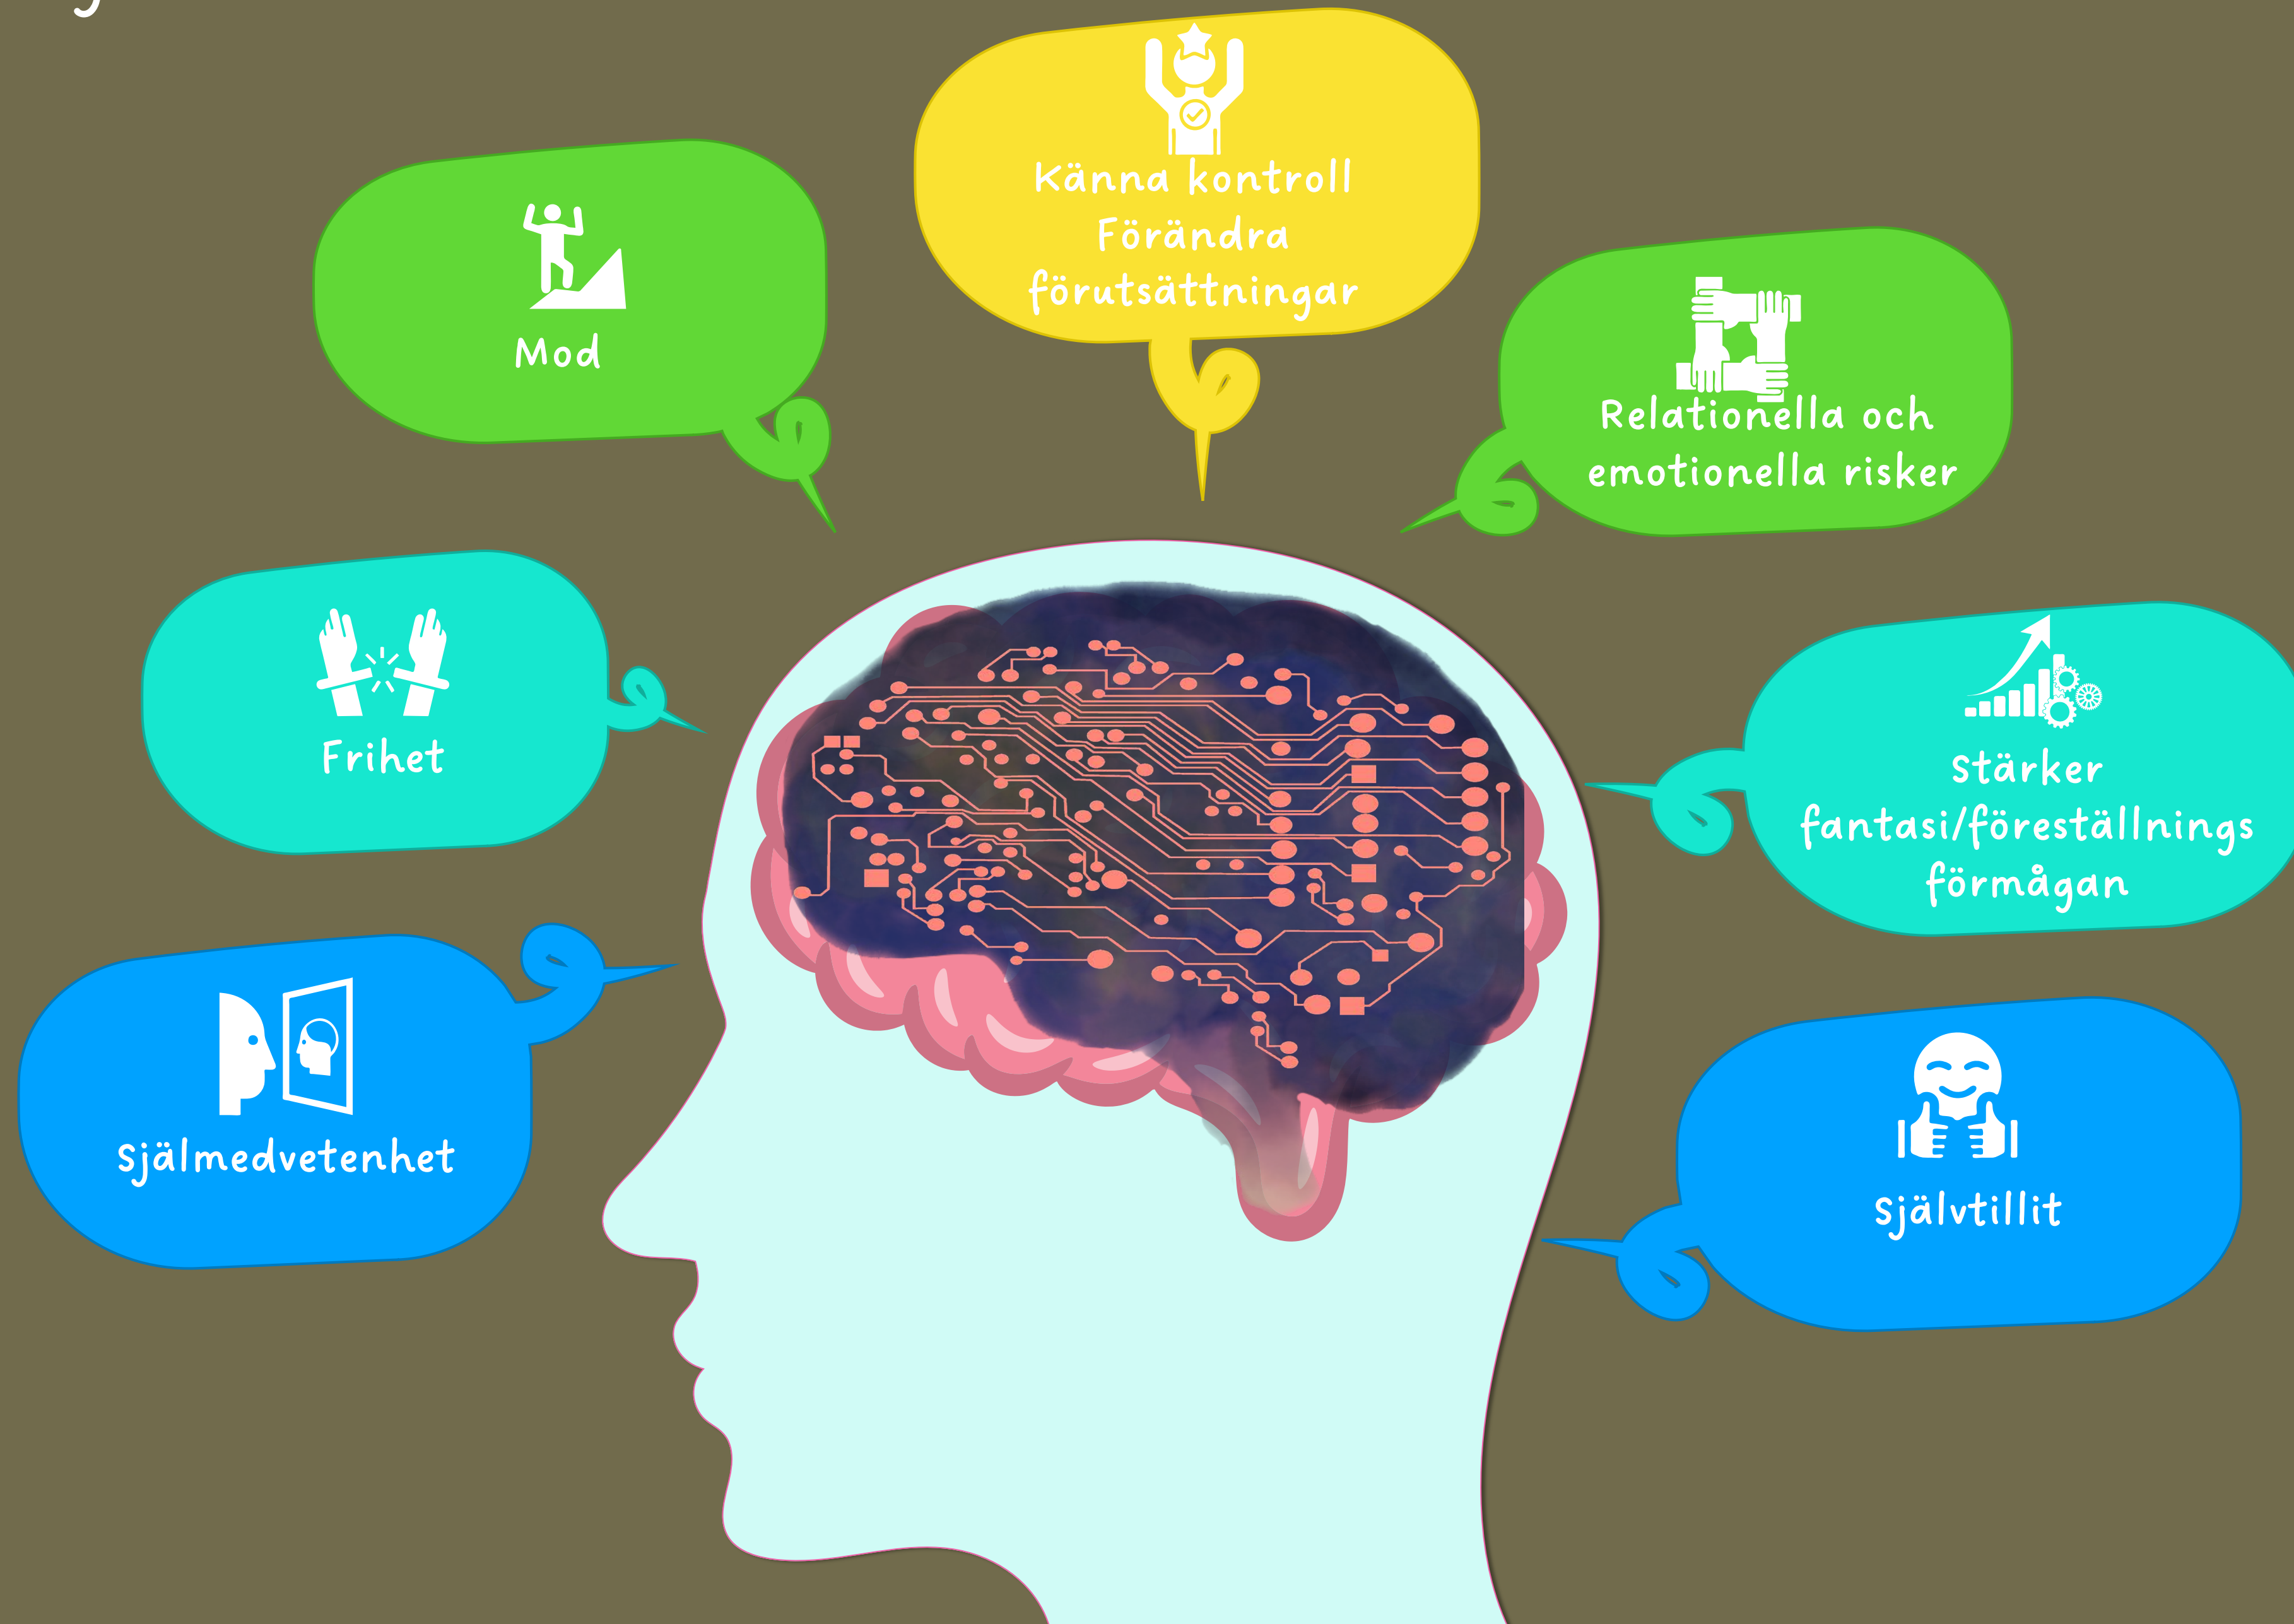 Känna kontroll
Förändra
förutsättningar
Mod
Relationella och
emotionella risker
Frihet
stärker
fantasi/föreställnings
förmågan
självmedvetenhet
självtillit